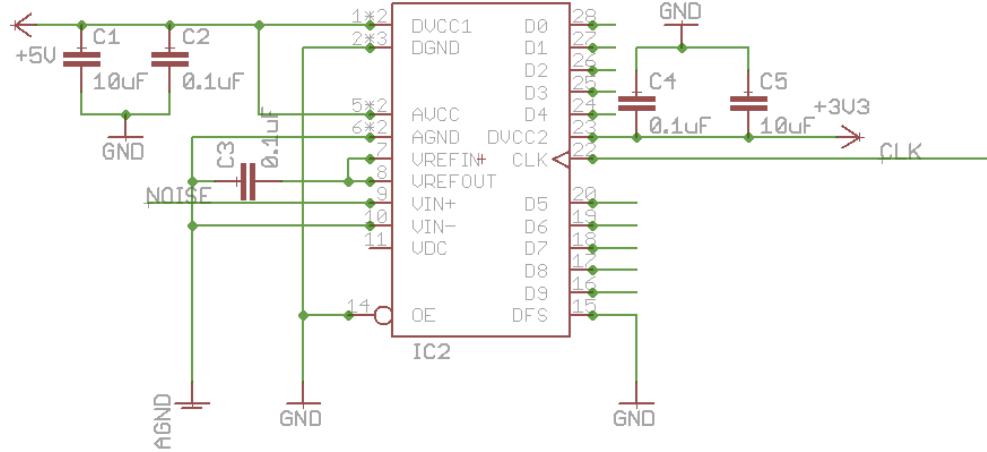 +5V
C1
10uF
C2
0.1uF
GND
1*2
DVCC1
2*3
DGND
5*2
AVCC
6*2
AGND
7
VREFIN+
8
VREFOUT
9
VIN+
10
VIN-
11
VDC
14
OE
IC2
C3
0.1uF
NOISE
AGND
GND
D0
28
D1
27
D2
26
D3
25
D4
24
DVCC2
23
CLK
22
D5
20
D6
19
D7
18
D8
17
D9
16
DFS
15
GND
C4
0.1uF
C5
10uF
+3V3
CLK
GND